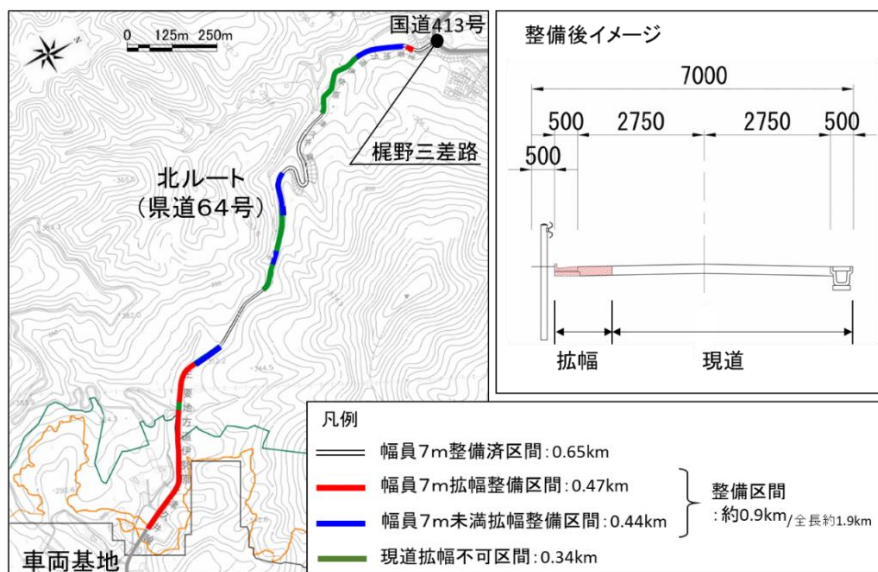 国道413号
0 125m 250m
梶野三差路
北ルート
（県道64号）
車両基地
整備後イメージ
7000
500 2750 2750 500
500
拡幅 現道
凡例
幅員7m整備済区間：0.65km
幅員7m拡幅整備区間：0.47km
幅員7m未満拡幅整備区間：0.44km
現道拡幅不可区間：0.34km
整備区間
：約0.9km/全長約1.9km